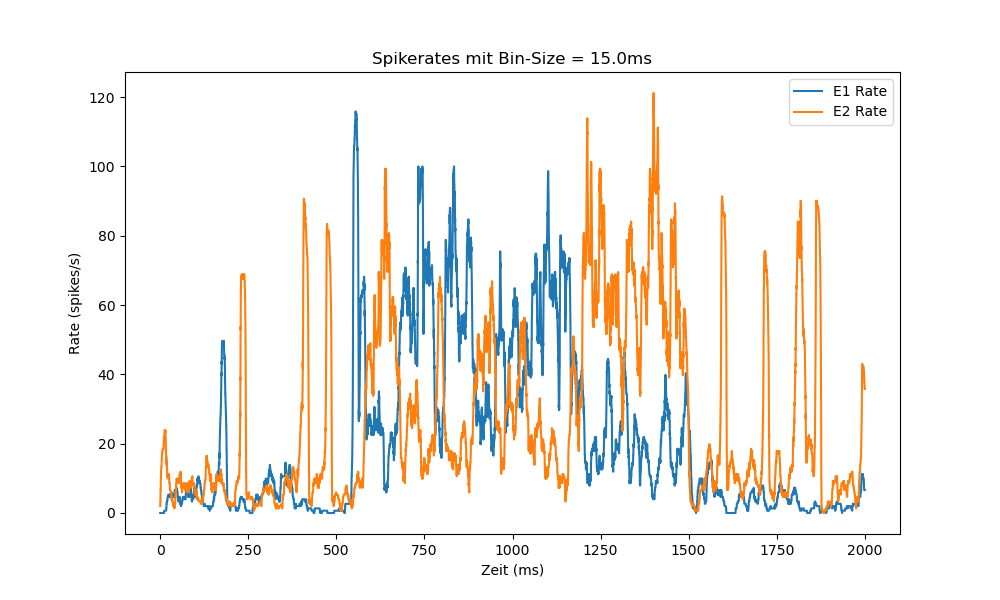 Spikerates mit Bin-Size = 15.0ms
E1 Rate
E2 Rate
Rate (spikes/s)
120
100
80
60
40
20
0
0 250 500 750 1000 1250 1500 1750 2000
Zeit (ms)